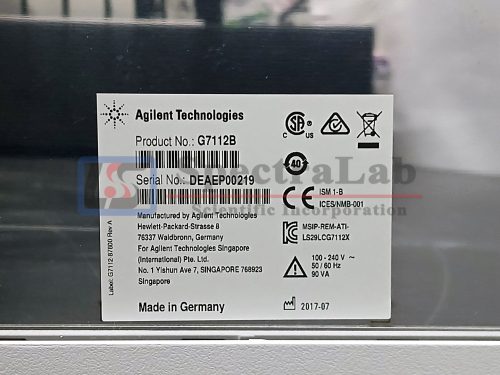 Agilent Technologies
Product No.: G7112B
Serial No.: DEAEP00219
Manufactured by Agilent Technologies
Hewlett-Packard-Strasse 8
76337 Waldbronn, Germany
For Agilent Technologies Singapore
(International) Pte. Ltd.
No. 1 Yishun Ave 7, SINGAPORE 768923
Singapore
Made in Germany
Label: G7112-87000 Rev A
C US
40
ISM 1-B
ICES/NMB-001
MSIP-REM-ATI-
LS29LCG7112X
100 - 240 V ~
50 / 60 Hz
90 VA
2017-07
SpectraLab
Scientific Incorporation